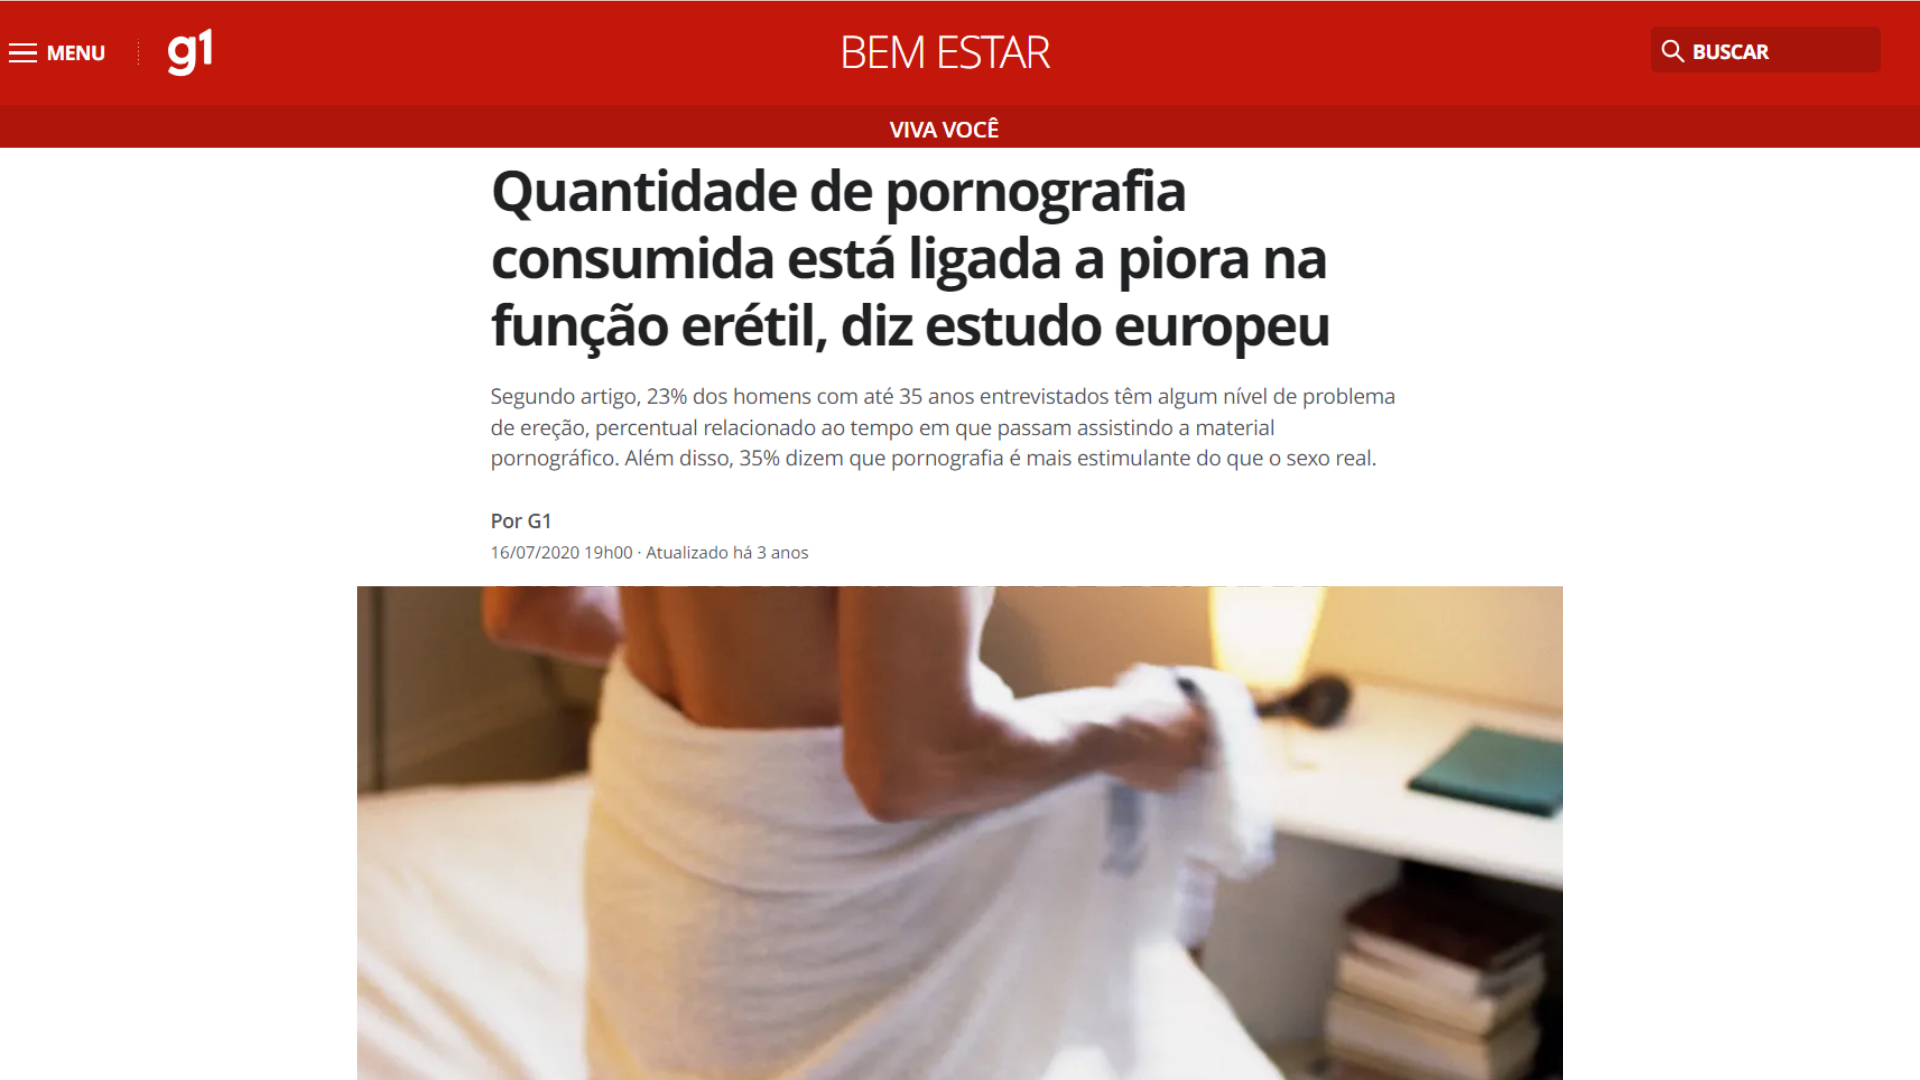 MENU
g1
BEM ESTAR
BUSCAR
VIVA VOCÊ
Quantidade de pornografia
consumida está ligada a piora na
função erétil, diz estudo europeu
Segundo artigo, 23% dos homens com até 35 anos entrevistados têm algum nível de problema
de ereção, percentual relacionado ao tempo em que passam assistindo a material
pornográfico. Além disso, 35% dizem que pornografia é mais estimulante do que o sexo real.
Por G1
16/07/2020 19h00 · Atualizado há 3 anos